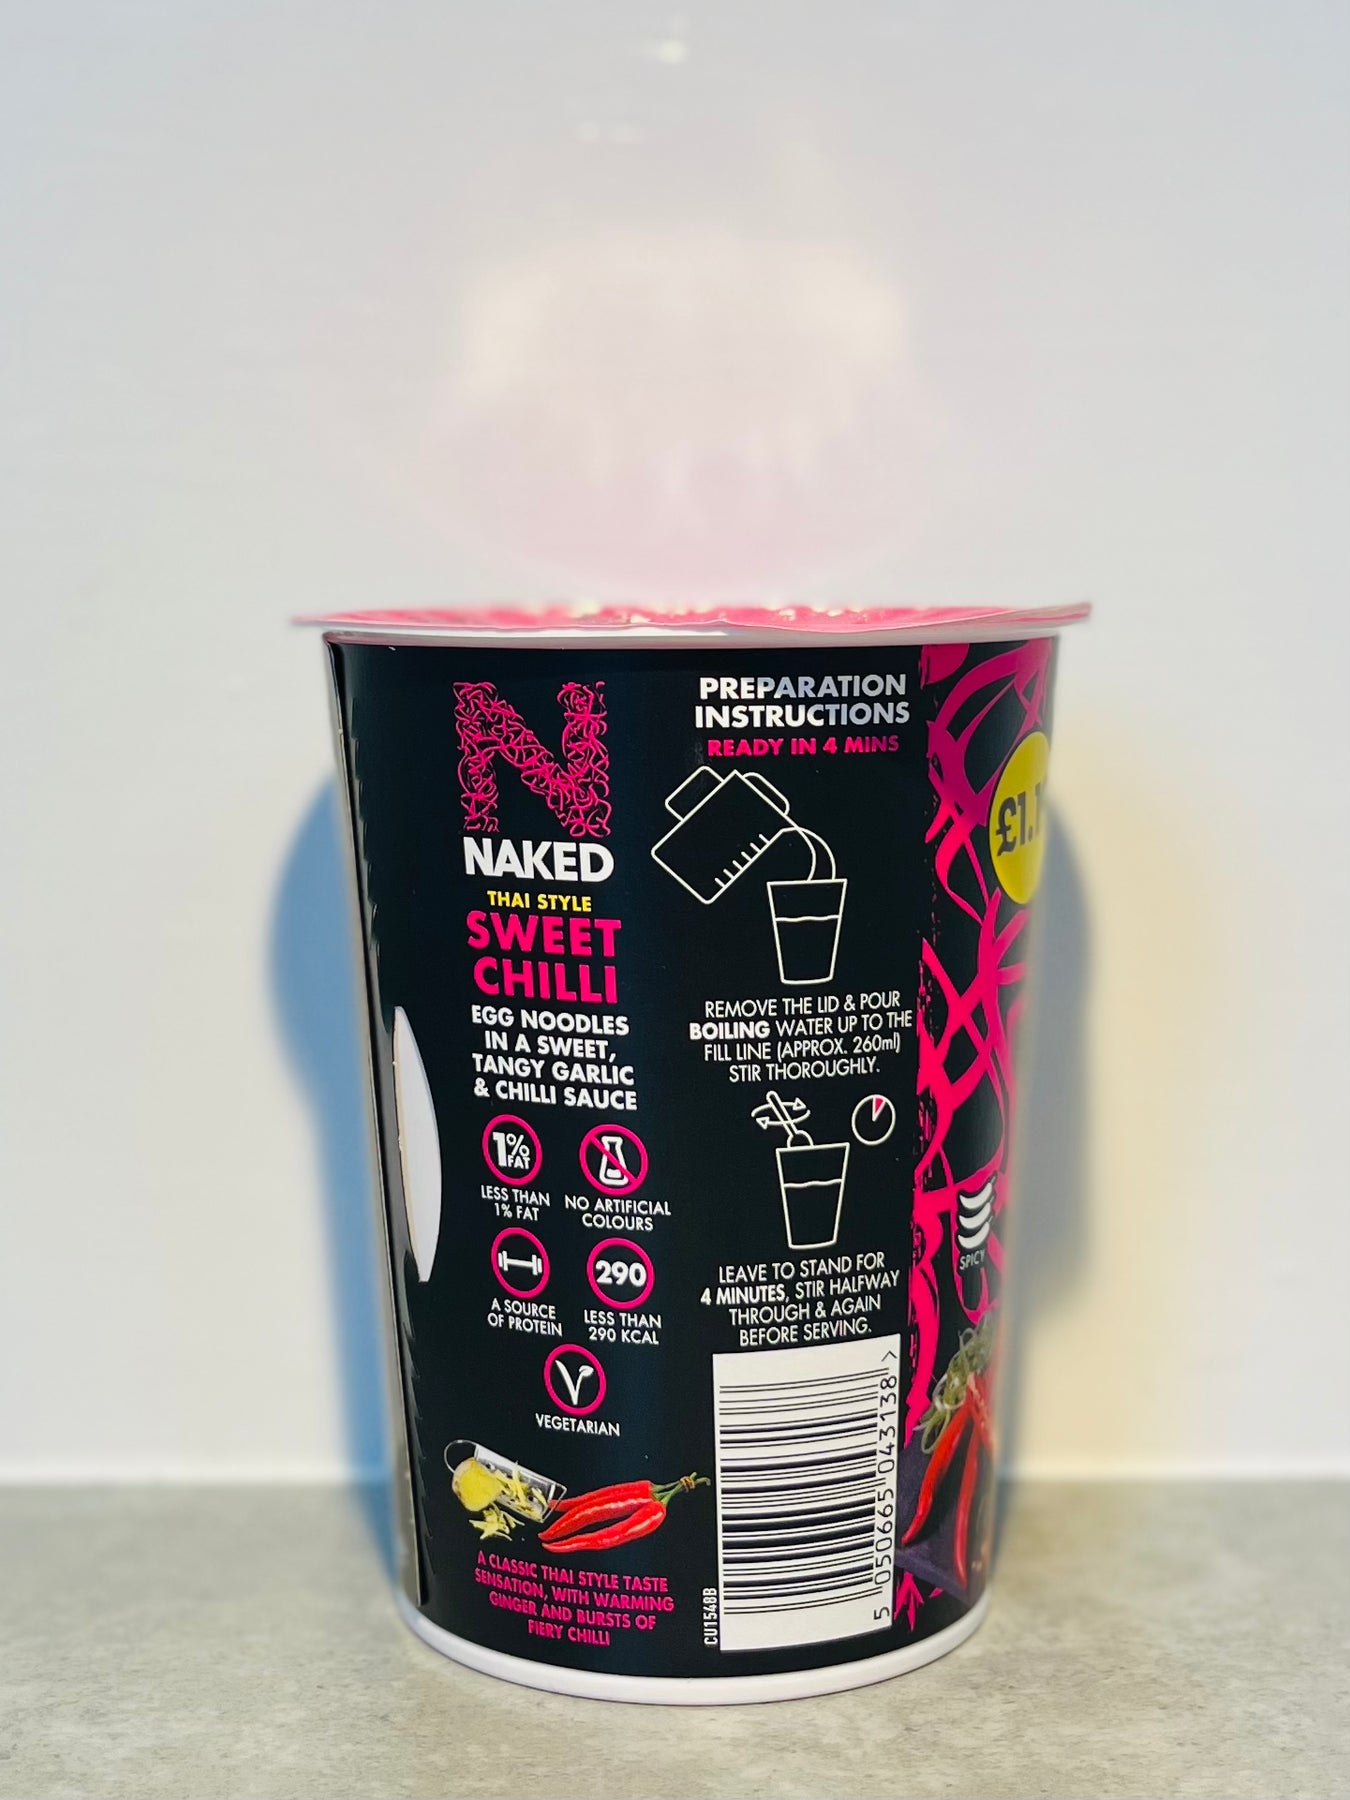 NAKED
THAI STYLE
SWEET
CHILLI
EGG NOODLES
IN A SWEET,
TANGY GARLIC
& CHILLI SAUCE
1%
FAT
LESS THAN
1% FAT
NO ARTIFICIAL
COLOURS
A SOURCE
OF PROTEIN
290
LESS THAN
290 KCAL
VEGETARIAN
A CLASSIC THAI STYLE TASTE
SENSATION, WITH WARMING
GINGER AND BURSTS OF
FIERY CHILLI
PREPARATION
INSTRUCTIONS
READY IN 4 MINS
REMOVE THE LID & POUR
BOILING WATER UP TO THE
FILL LINE (APPROX. 260ml)
STIR THOROUGHLY.
LEAVE TO STAND FOR
4 MINUTES, STIR HALFWAY
THROUGH & AGAIN
BEFORE SERVING.
CU1548B
5 050665 043138 >
SPICY